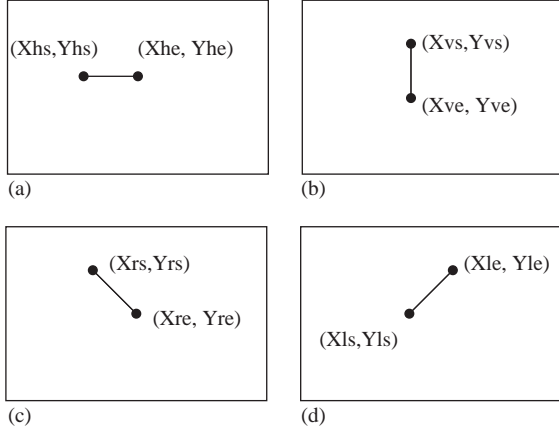 (Xhs,Yhs) (Xhe, Yhe)
(a)
(Xvs,Yvs)
(Xve, Yve)
(b)
(Xrs,Yrs)
(Xre, Yre)
(c)
(Xle, Yle)
(Xls,Yls)
(d)